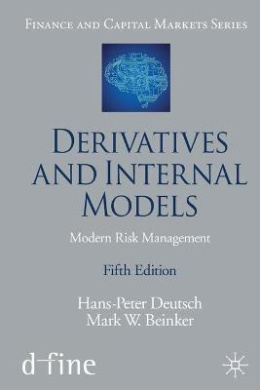 FINANCE AND CAPITAL MARKETS SERIES
DERIVATIVES
AND INTERNAL
MODELS
Modern Risk Management
Fifth Edition
Hans-Peter Deutsch
Mark W. Beinker
d-fine